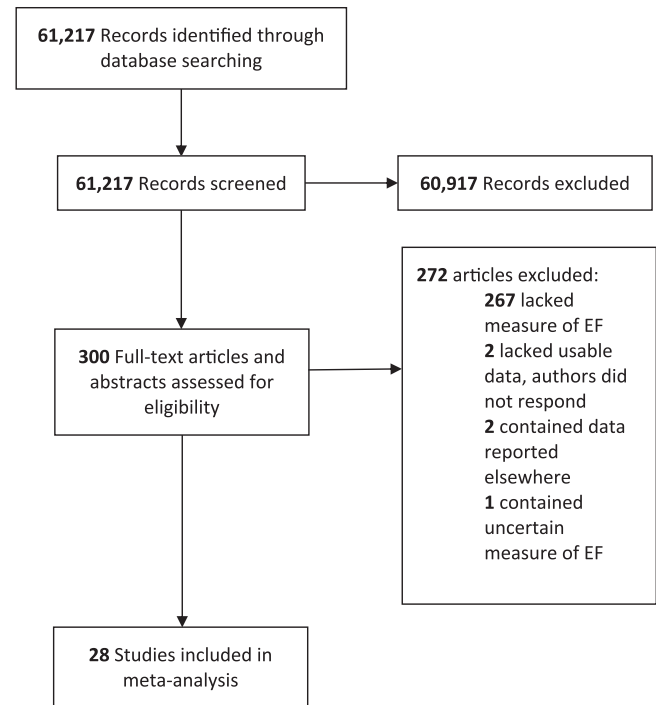 61,217 Records identified through
database searching
61,217 Records screened
60,917 Records excluded
300 Full-text articles and
abstracts assessed for
eligibility
272 articles excluded:
267 lacked
measure of EF
2 lacked usable
data, authors did
not respond
2 contained data
reported
elsewhere
1 contained
uncertain
measure of EF
28 Studies included in
meta-analysis